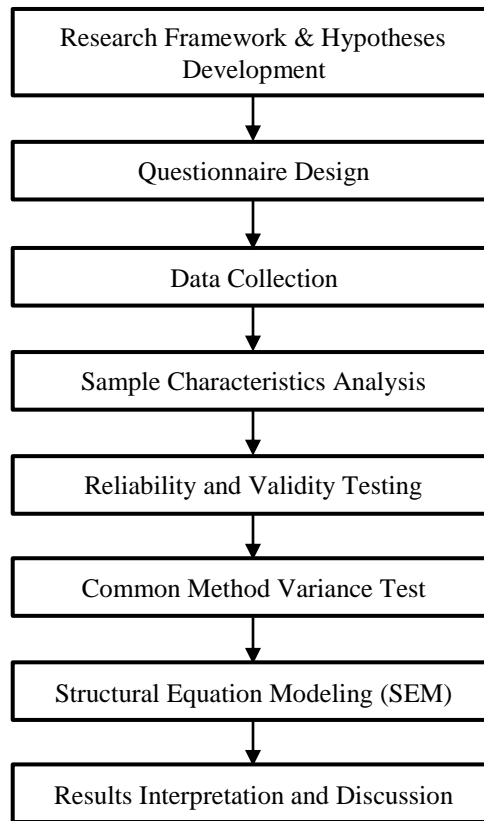 Research Framework & Hypotheses
Development
Questionnaire Design
Data Collection
Sample Characteristics Analysis
Reliability and Validity Testing
Common Method Variance Test
Structural Equation Modeling (SEM)
Results Interpretation and Discussion